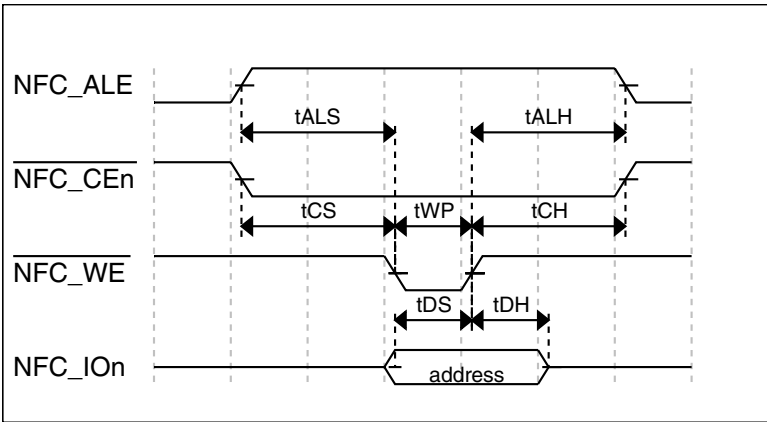 NFC_ALE
tALS tALH
NFC_CEn
tCS tWP tCH
NFC_WE
tDS tDH
NFC_IOn
address